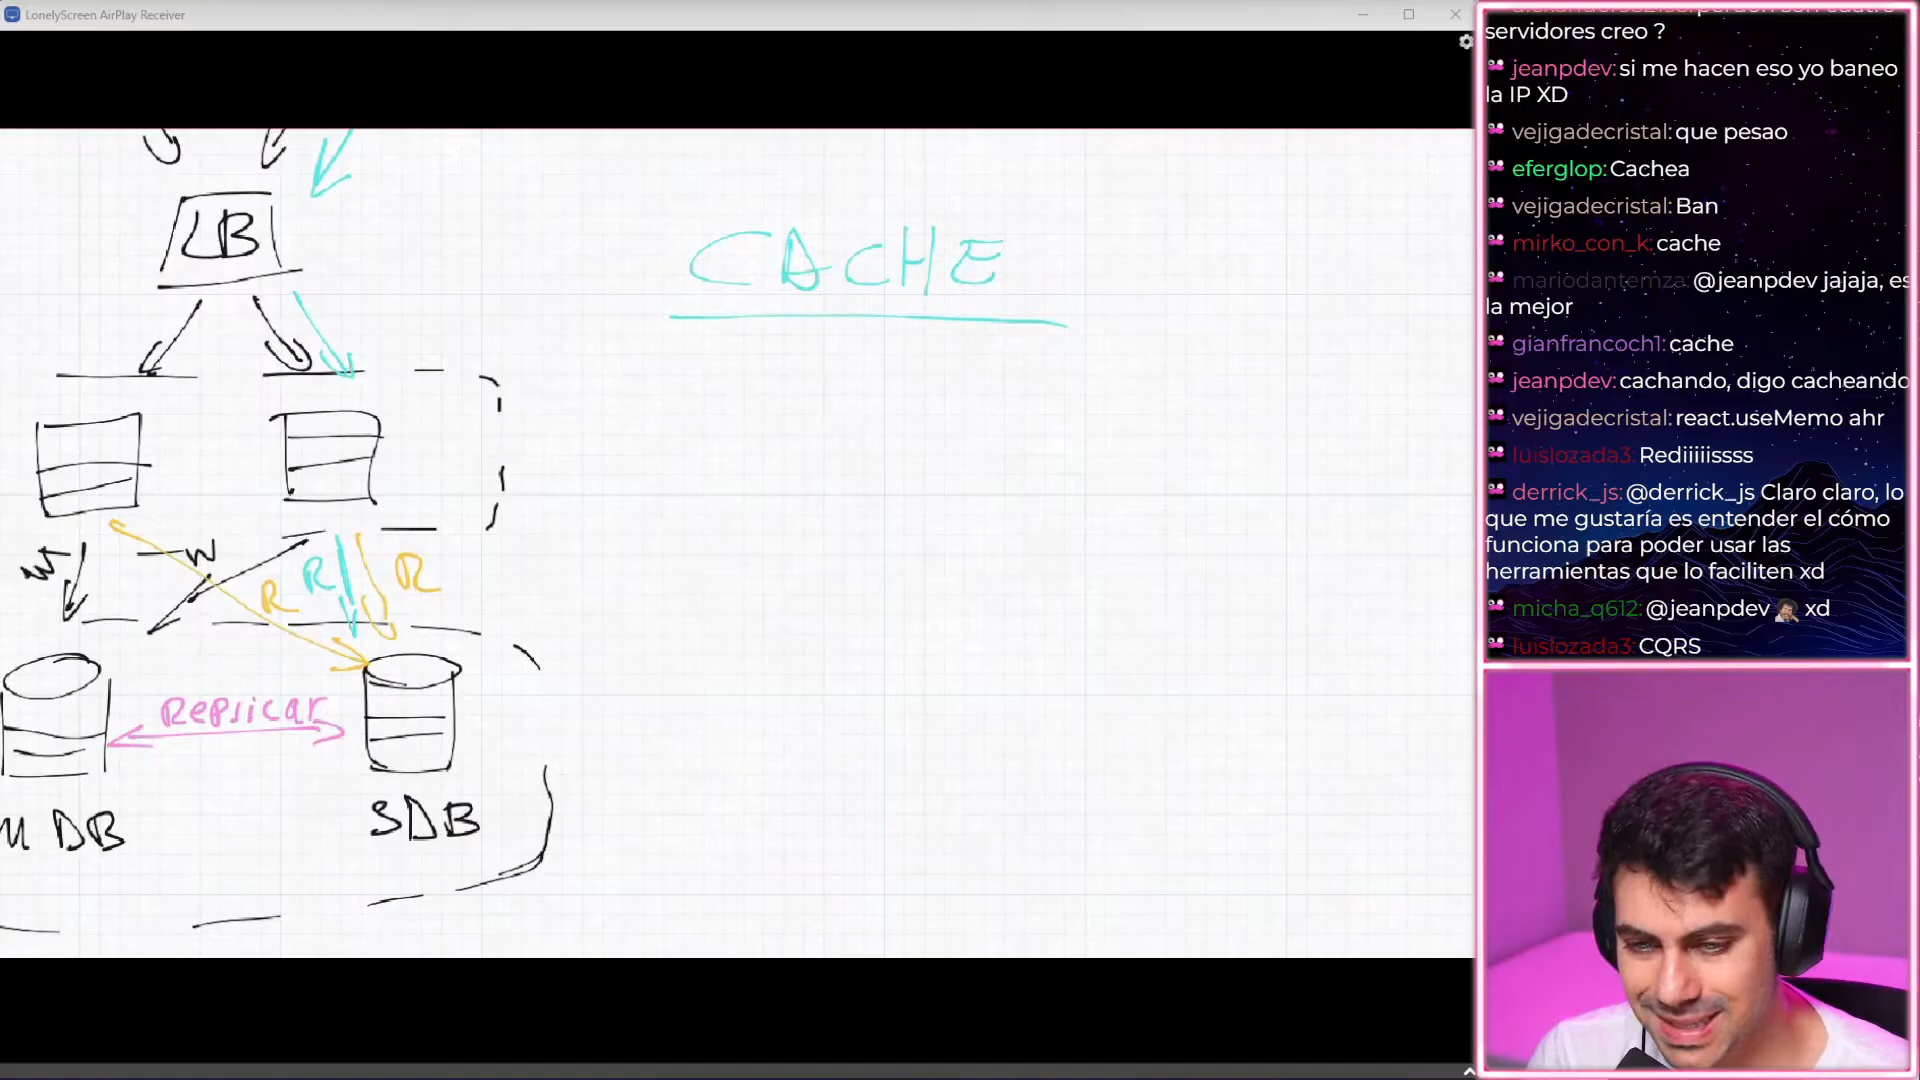 LonelyScreen AirPlay Receiver
LB
CACHE
W
W
R
R
R
Replicar
M DB
SDB
servidores creo ?
jeanpdev: si me hacen eso yo baneo
la IP XD
vejigadecristal: que pesao
eferglop: Cachea
vejigadecristal: Ban
mirko_con_k: cache
mariodantemza: @jeanpdev jajaja, es
la mejor
gianfrancoch1: cache
jeanpdev: cachando, digo cacheando
vejigadecristal: react.useMemo ahr
luislozada3: Rediiiiissss
derrick_js: @derrick_js Claro claro, lo
que me gustaría es entender el cómo
funciona para poder usar las
herramientas que lo faciliten xd
micha_q612: @jeanpdev xd
luislozada3: CQRS